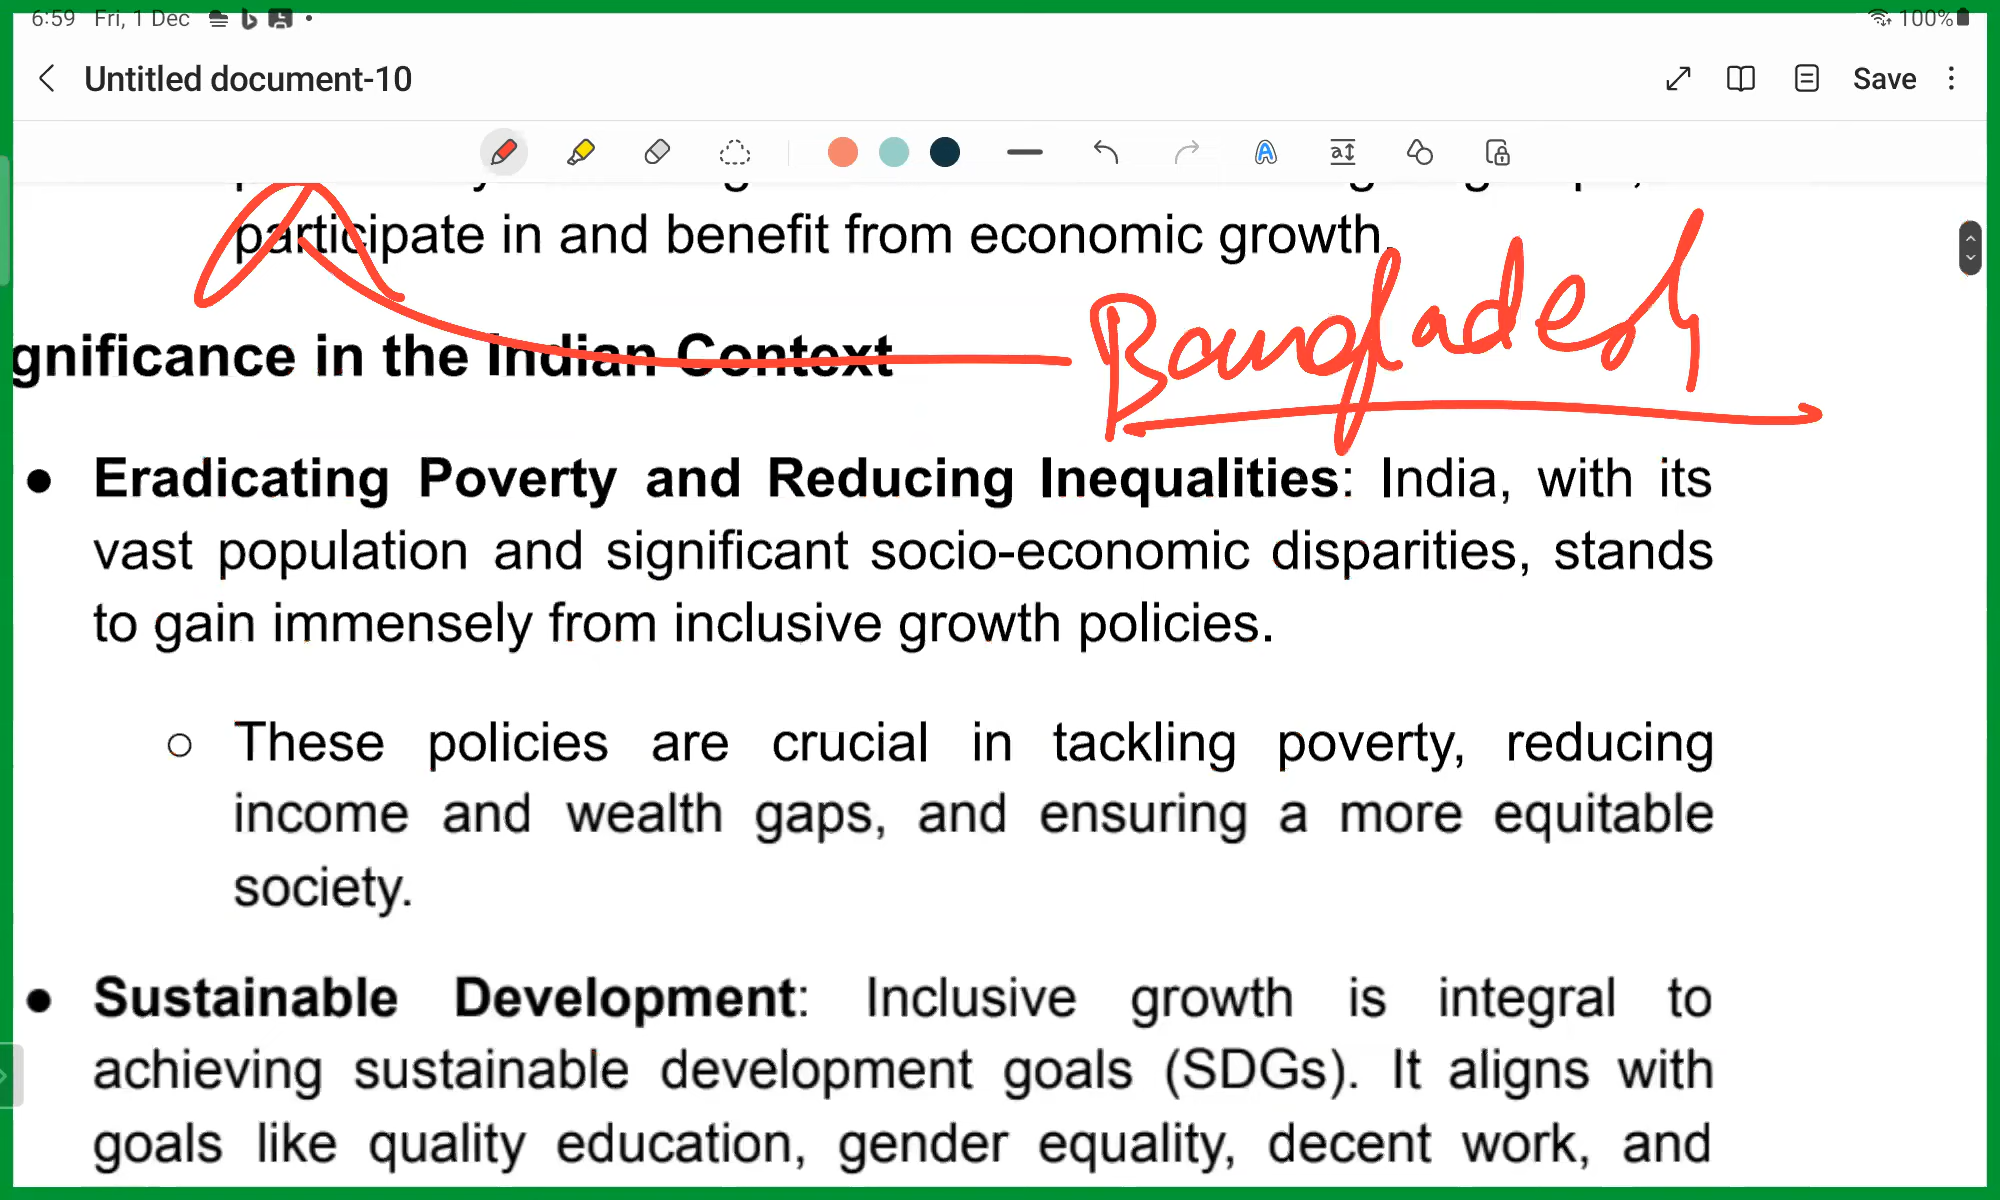 6:59 Fri, 1 Dec
100%
Untitled document-10
Save
participate in and benefit from economic growth.
Bangladesh
gnificance in the Indian Context
● Eradicating Poverty and Reducing Inequalities: India, with its
vast population and significant socio-economic disparities, stands
to gain immensely from inclusive growth policies.
○ These policies are crucial in tackling poverty, reducing
income and wealth gaps, and ensuring a more equitable
society.
● Sustainable Development: Inclusive growth is integral to
achieving sustainable development goals (SDGs). It aligns with
goals like quality education, gender equality, decent work, and